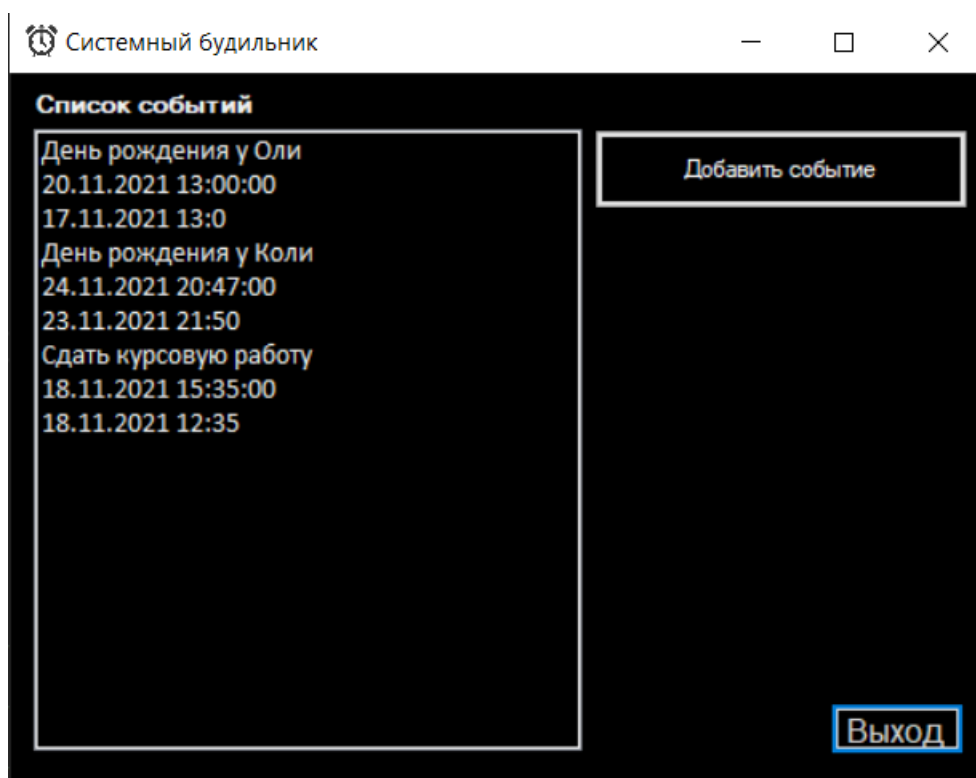 Системный будильник
Список событий
День рождения у Оли
20.11.2021 13:00:00
17.11.2021 13:0
День рождения у Коли
24.11.2021 20:47:00
23.11.2021 21:50
Сдать курсовую работу
18.11.2021 15:35:00
18.11.2021 12:35
Добавить событие
Выход